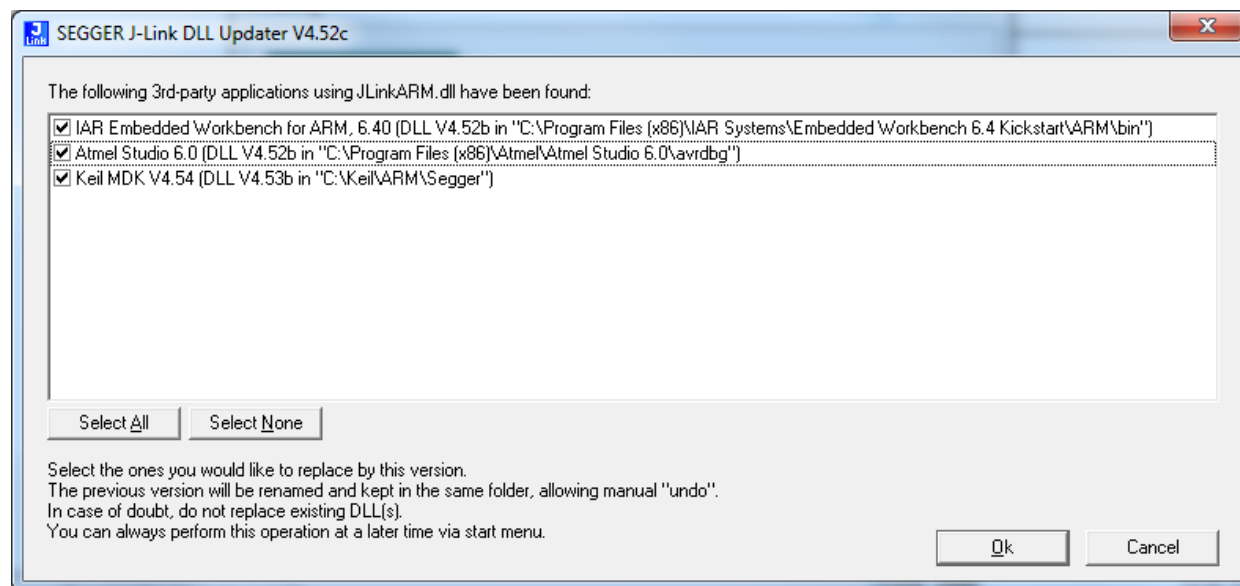 J
Link
SEGGER J-Link DLL Updater V4.52c
The following 3rd-party applications using JLinkARM.dll have been found:
IAR Embedded Workbench for ARM, 6.40 (DLL V4.52b in "C:\Program Files (x86)\IAR Systems\Embedded Workbench 6.4 Kickstart\ARM\bin")
Atmel Studio 6.0 (DLL V4.52b in "C:\Program Files (x86)\Atmel\Atmel Studio 6.0\avrdbg")
Keil MDK V4.54 (DLL V4.53b in "C:\Keil\ARM\Segger")
Select All
Select None
Select the ones you would like to replace by this version.
The previous version will be renamed and kept in the same folder, allowing manual "undo".
In case of doubt, do not replace existing DLL(s).
You can always perform this operation at a later time via start menu.
Ok
Cancel